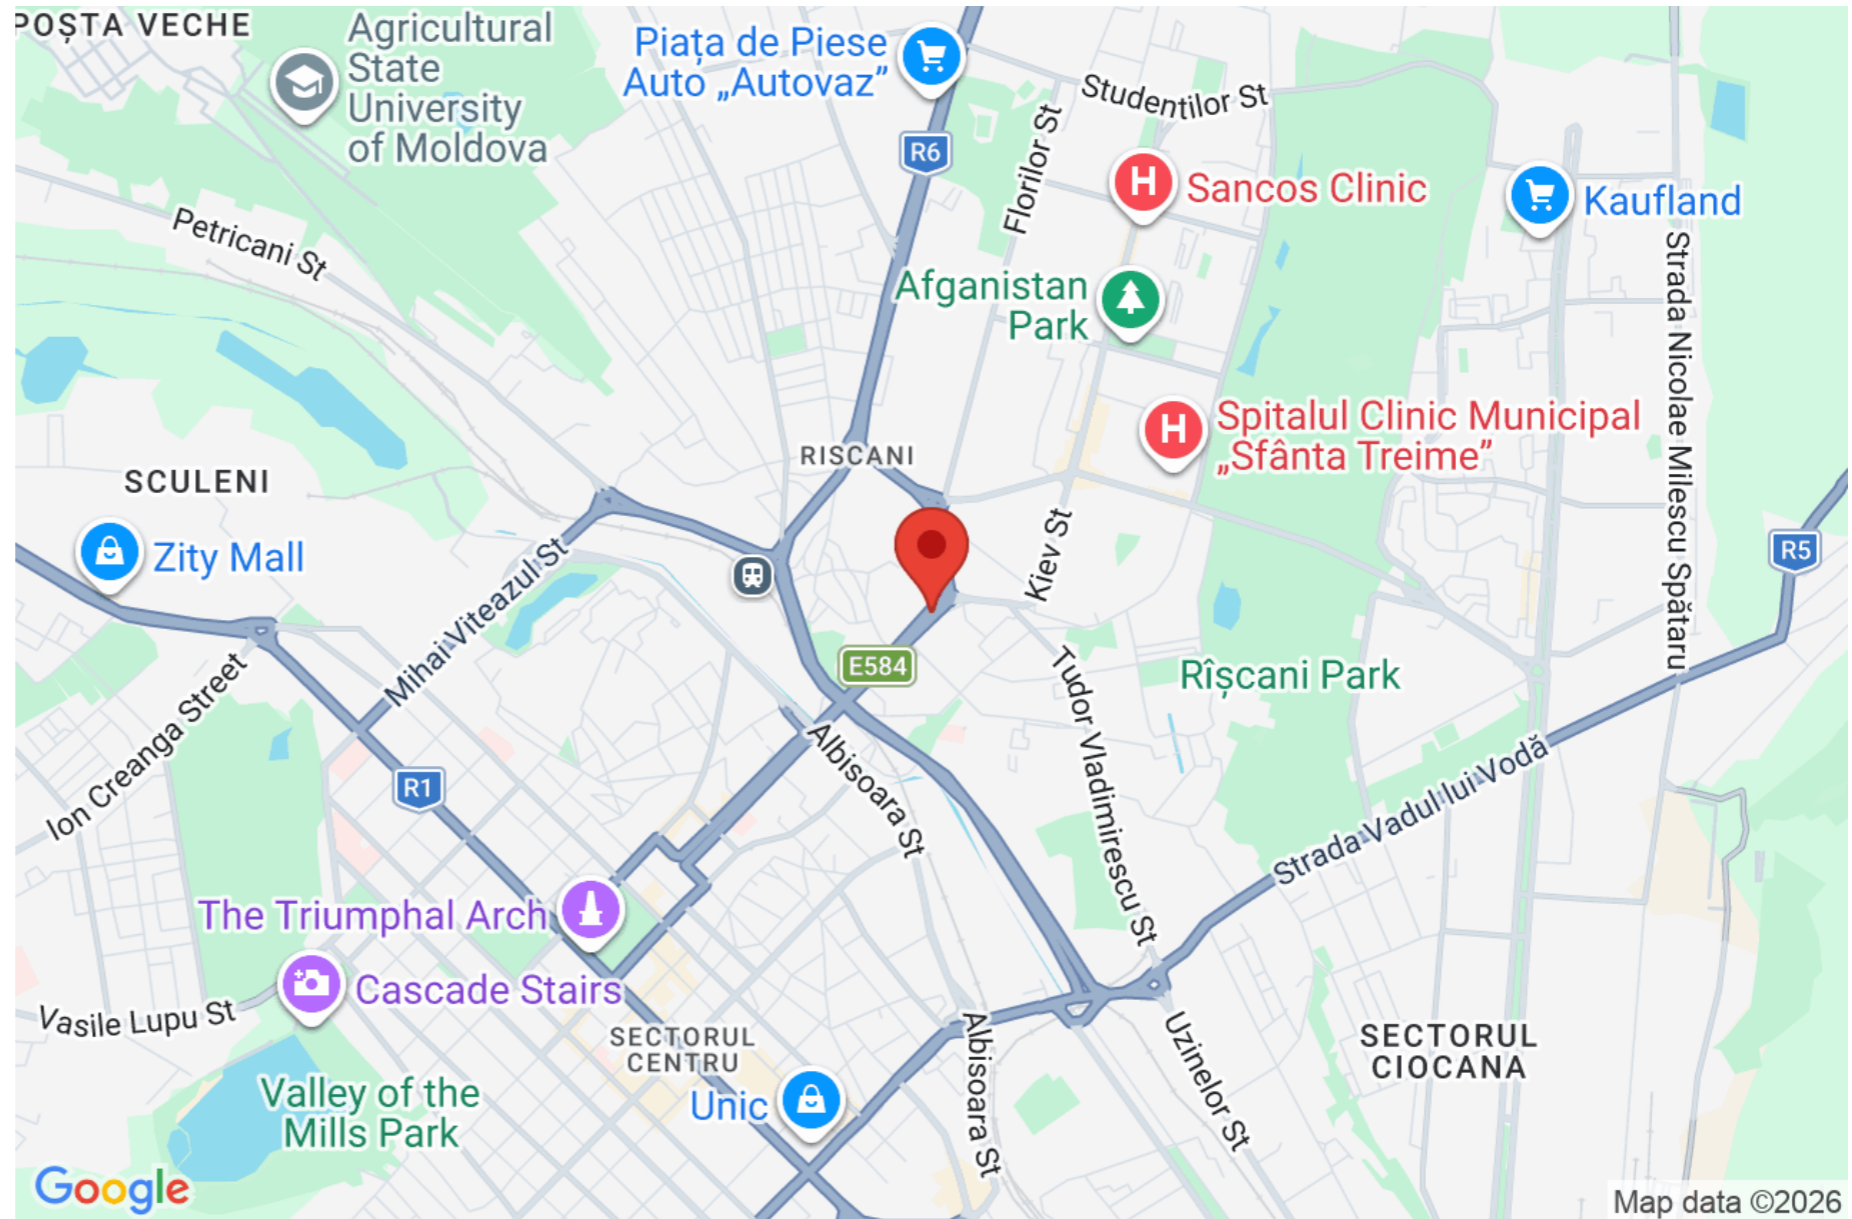 POȘTA VECHE
Agricultural
State
University
of Moldova
Piața de Piese
Auto „Autovaz”
R6
Studentilor St
Florilor St
Sancos Clinic
Kaufland
Petricani St
Afganistan
Park
Strada Nicolae Milescu Spătaru
Spitalul Clinic Municipal
„Sfânta Treime”
RISCANI
SCULENI
Zity Mall
Mihai Viteazul St
Kiev St
R5
E584
Rîșcani Park
Ion Creanga Street
Tudor Vladimirescu St
Albisoara St
R1
Strada Vadul lui Vodă
The Triumphal Arch
Cascade Stairs
Vasile Lupu St
SECTORUL
CENTRU
Albisoara St
Uzinelor St
SECTORUL
CIOCANA
Valley of the
Mills Park
Unic
Google
Map data ©2026
H
H